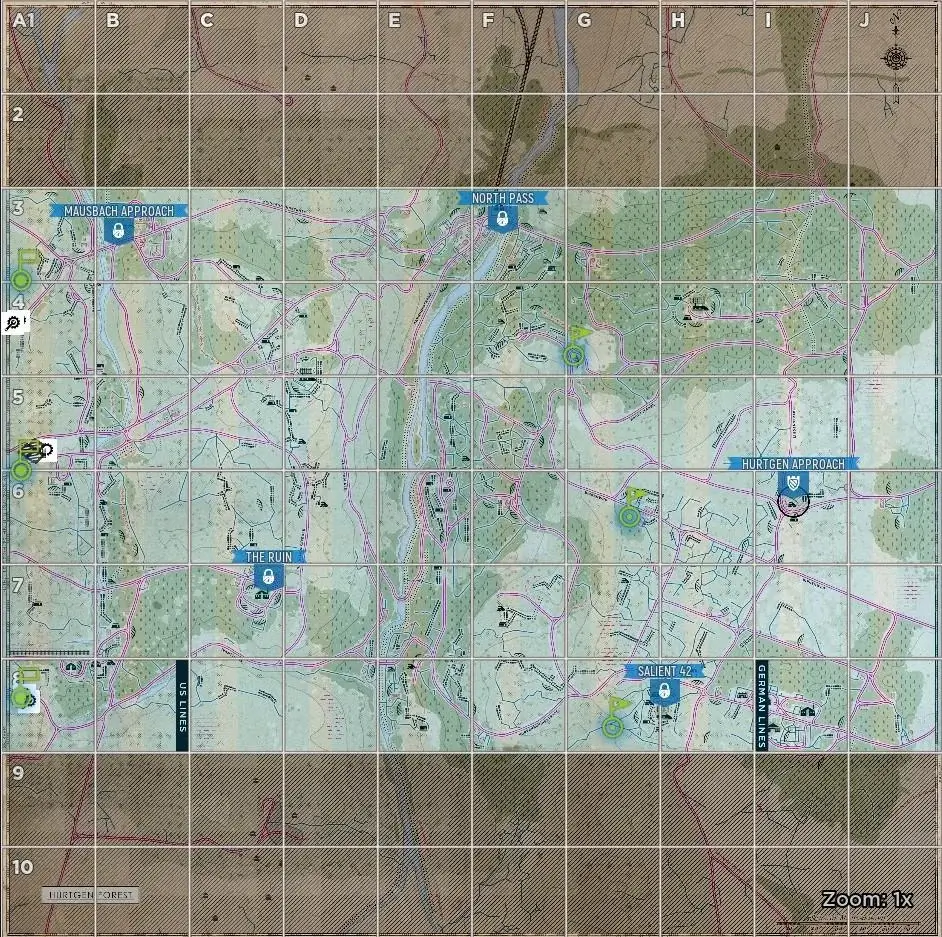 A1 B C D E F G H I J
2
3
MAUSBACH APPROACH
NORTH PASS
4
5
HURTGEN APPROACH
6
THE RUIN
7
SALIENT 42
8
US LINES
GERMAN LINES
9
10
HÜRTGEN FOREST
Zoom: 1x